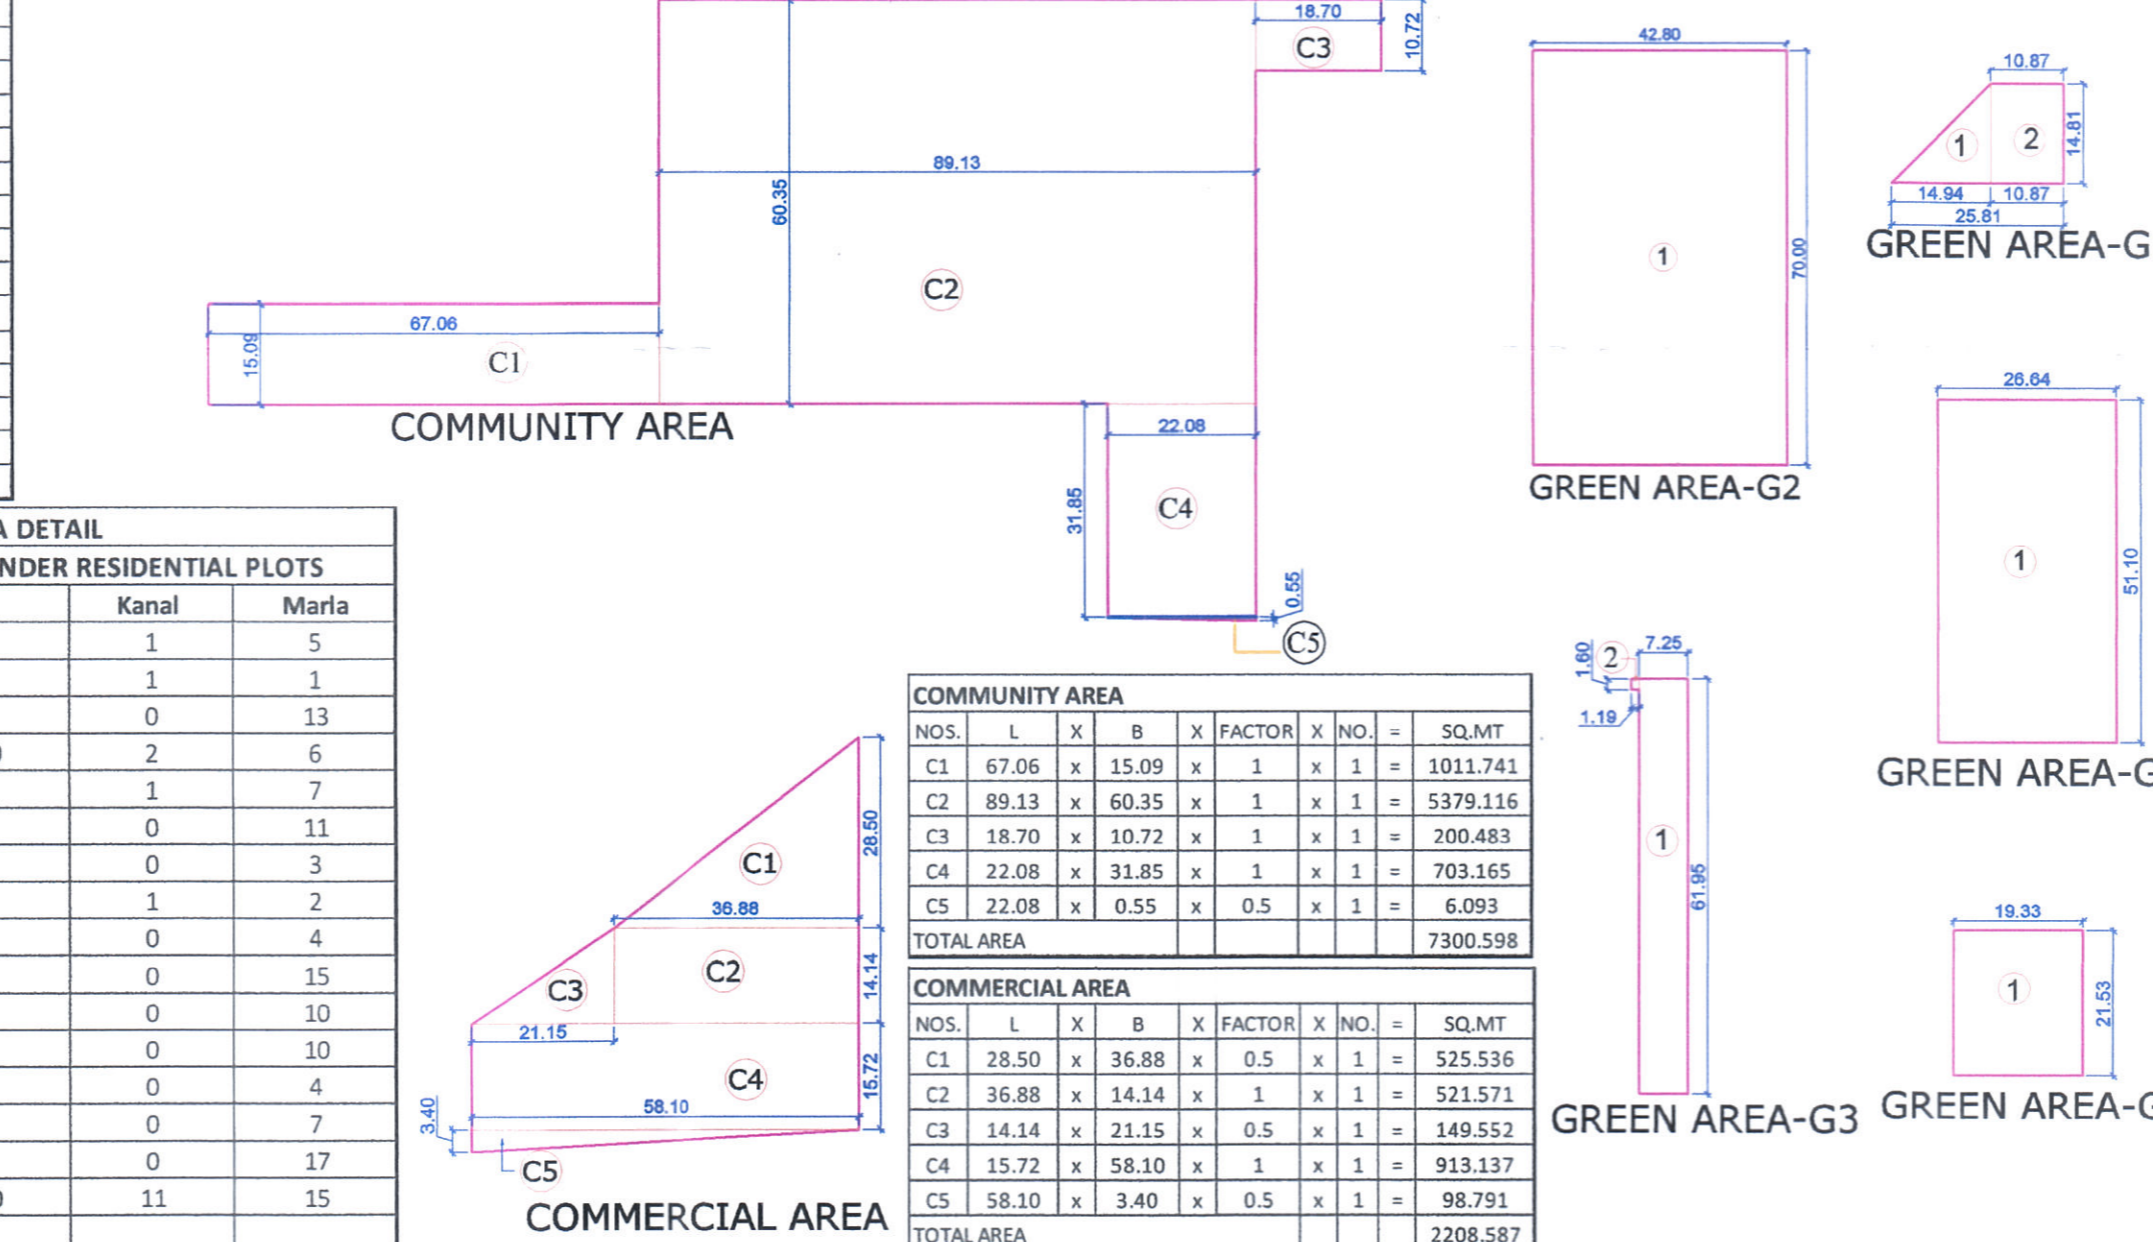 18.70
10.72
C3
89.13
60.35
C2
67.06
15.09
C1
COMMUNITY AREA
22.08
31.85
C4
0.55
C5
42.80
70.00
1
GREEN AREA-G2
10.87
1
2
14.81
14.94
10.87
25.81
GREEN AREA-G
26.64
51.10
1
GREEN AREA-G
A DETAIL
NDER RESIDENTIAL PLOTS
Kanal Marla
1 5
1 1
0 13
2 6
1 7
0 11
0 3
1 2
0 4
0 15
0 10
0 10
0 4
0 7
0 17
11 15
28.50
C1
36.88
C2
14.14
C3
21.15
C4
15.72
58.10
3.40
C5
COMMERCIAL AREA
COMMUNITY AREA
NOS. L X B X FACTOR X NO. = SQ.MT
C1 67.06 x 15.09 x 1 x 1 = 1011.741
C2 89.13 x 60.35 x 1 x 1 = 5379.116
C3 18.70 x 10.72 x 1 x 1 = 200.483
C4 22.08 x 31.85 x 1 x 1 = 703.165
C5 22.08 x 0.55 x 0.5 x 1 = 6.093
TOTAL AREA 7300.598
COMMERCIAL AREA
NOS. L X B X FACTOR X NO. = SQ.MT
C1 28.50 x 36.88 x 0.5 x 1 = 525.536
C2 36.88 x 14.14 x 1 x 1 = 521.571
C3 14.14 x 21.15 x 0.5 x 1 = 149.552
C4 15.72 x 58.10 x 1 x 1 = 913.137
C5 58.10 x 3.40 x 0.5 x 1 = 98.791
TOTAL AREA 2208.587
1.60
2
7.25
1.19
1
61.95
GREEN AREA-G3
19.33
1
21.53
GREEN AREA-G